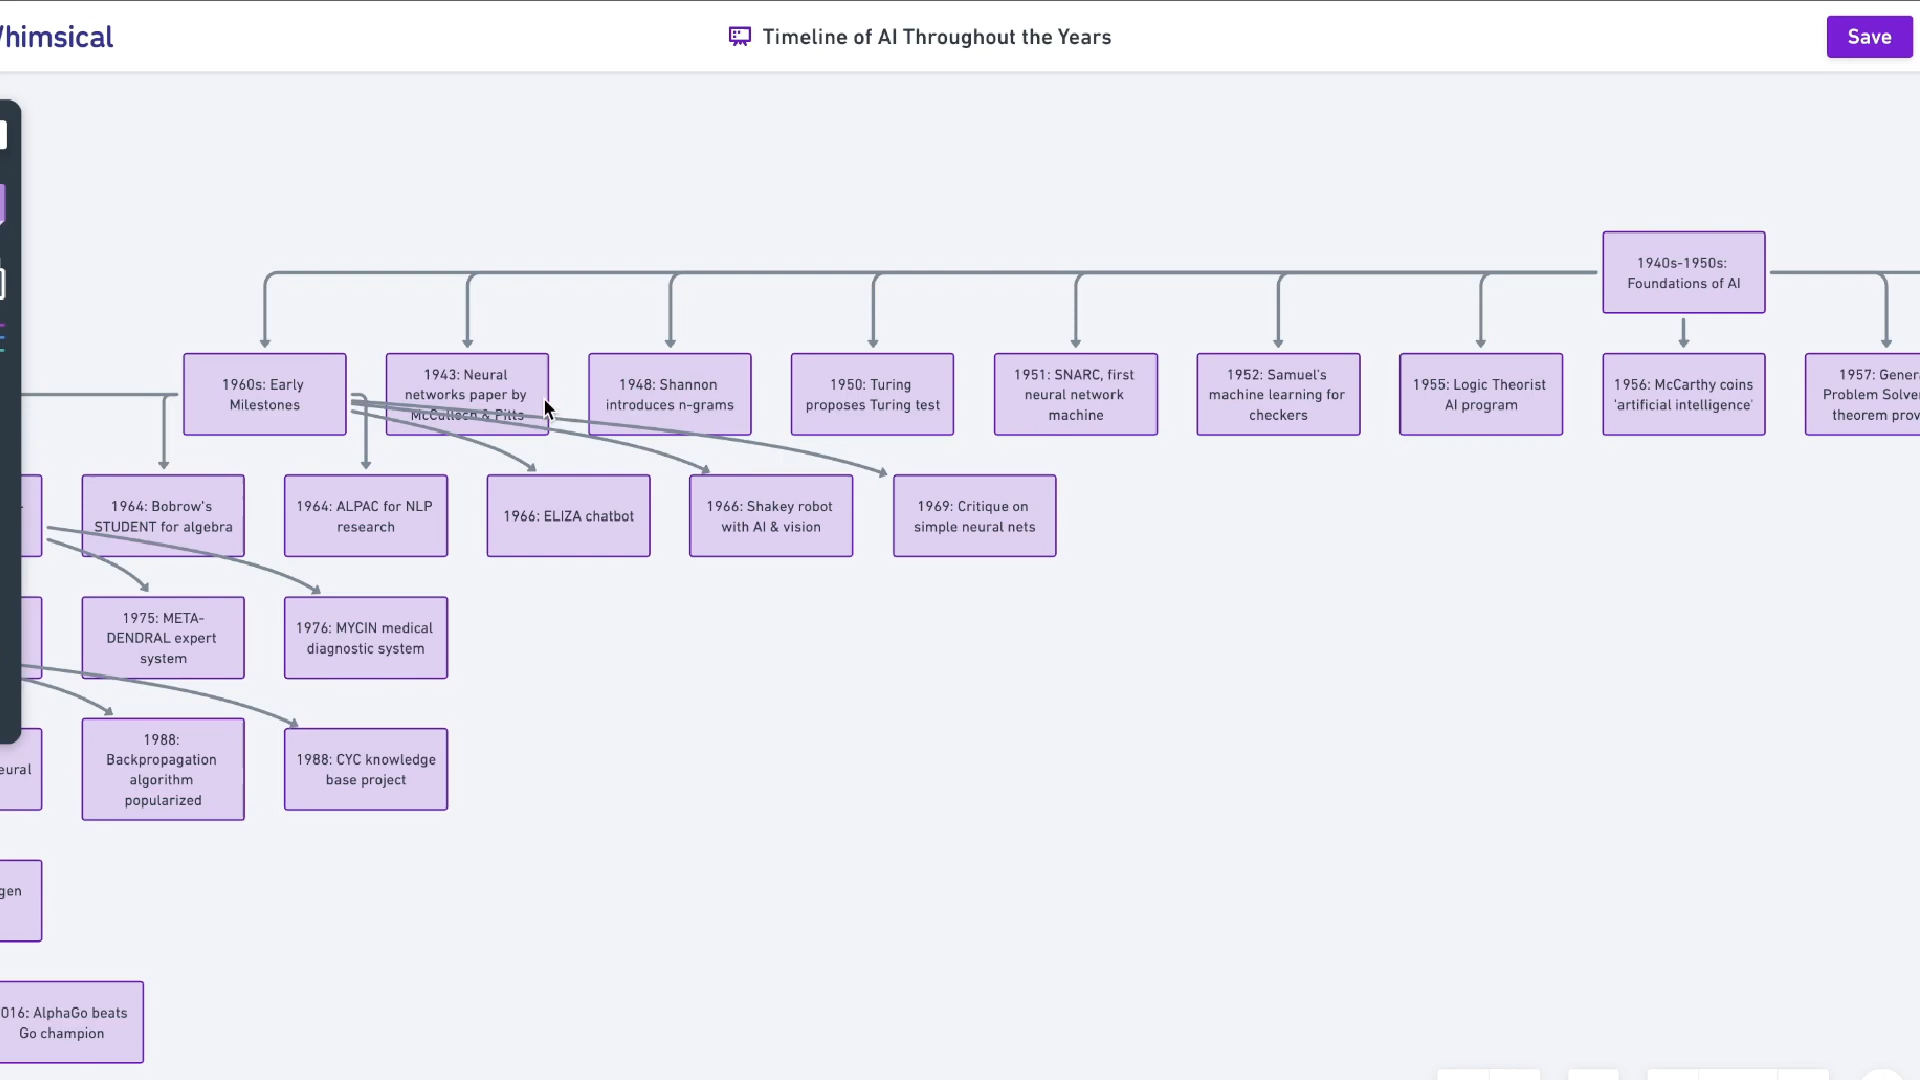 himsical
Timeline of AI Throughout the Years
Save
1940s-1950s:
Foundations of AI
1960s: Early
Milestones
1943: Neural
networks paper by
McCulloch & Pitts
1948: Shannon
introduces n-grams
1950: Turing
proposes Turing test
1951: SNARC, first
neural network
machine
1952: Samuel's
machine learning for
checkers
1955: Logic Theorist
AI program
1956: McCarthy coins
'artificial intelligence'
1957: Gener
Problem Solve
theorem prov
1964: Bobrow's
STUDENT for algebra
1964: ALPAC for NLP
research
1966: ELIZA chatbot
1966: Shakey robot
with AI & vision
1969: Critique on
simple neural nets
1975: META-
DENDRAL expert
system
1976: MYCIN medical
diagnostic system
eural
1988:
Backpropagation
algorithm
popularized
1988: CYC knowledge
base project
gen
016: AlphaGo beats
Go champion